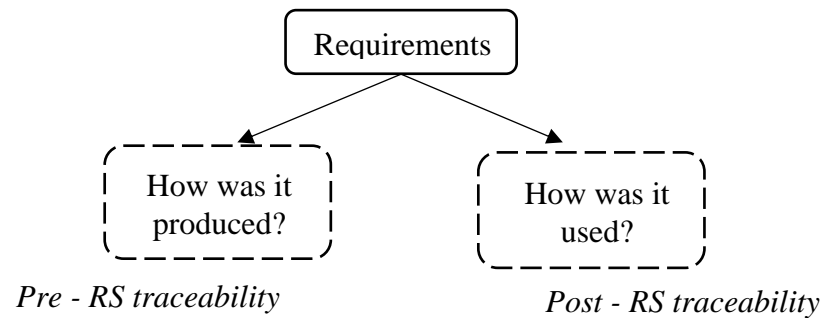 Requirements
How was it
produced?
How was it
used?
Pre - RS traceability
Post - RS traceability